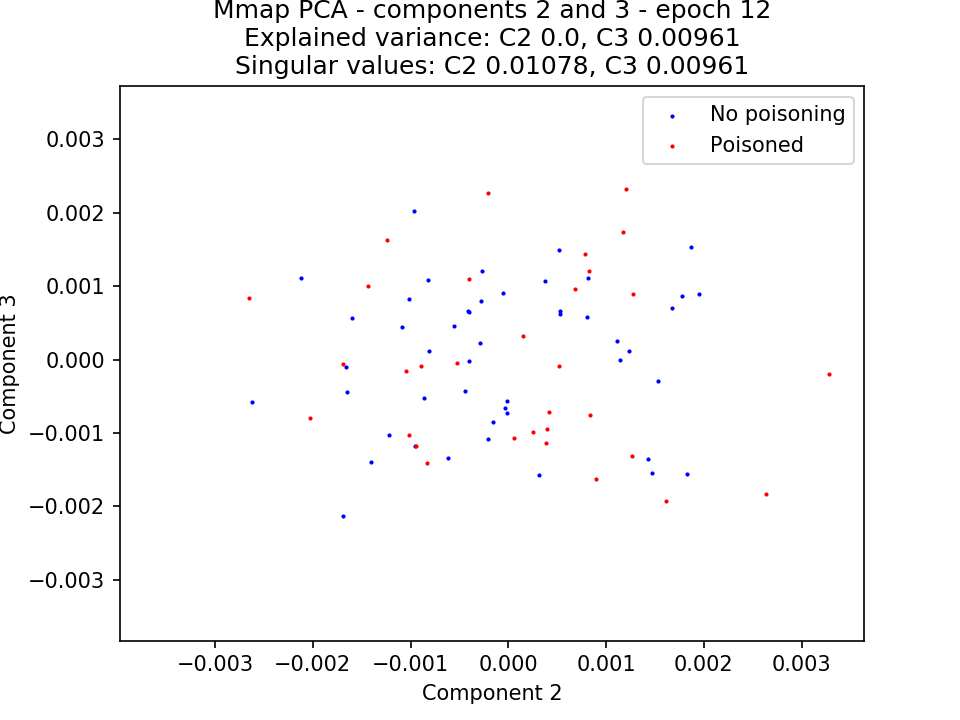 Mmap PCA - components 2 and 3 - epoch 12
Explained variance: C2 0.0, C3 0.00961
Singular values: C2 0.01078, C3 0.00961
No poisoning
Poisoned
0.003
0.002
0.001
0.000
−0.001
−0.002
−0.003
Component 3
−0.003 −0.002 −0.001 0.000 0.001 0.002 0.003
Component 2